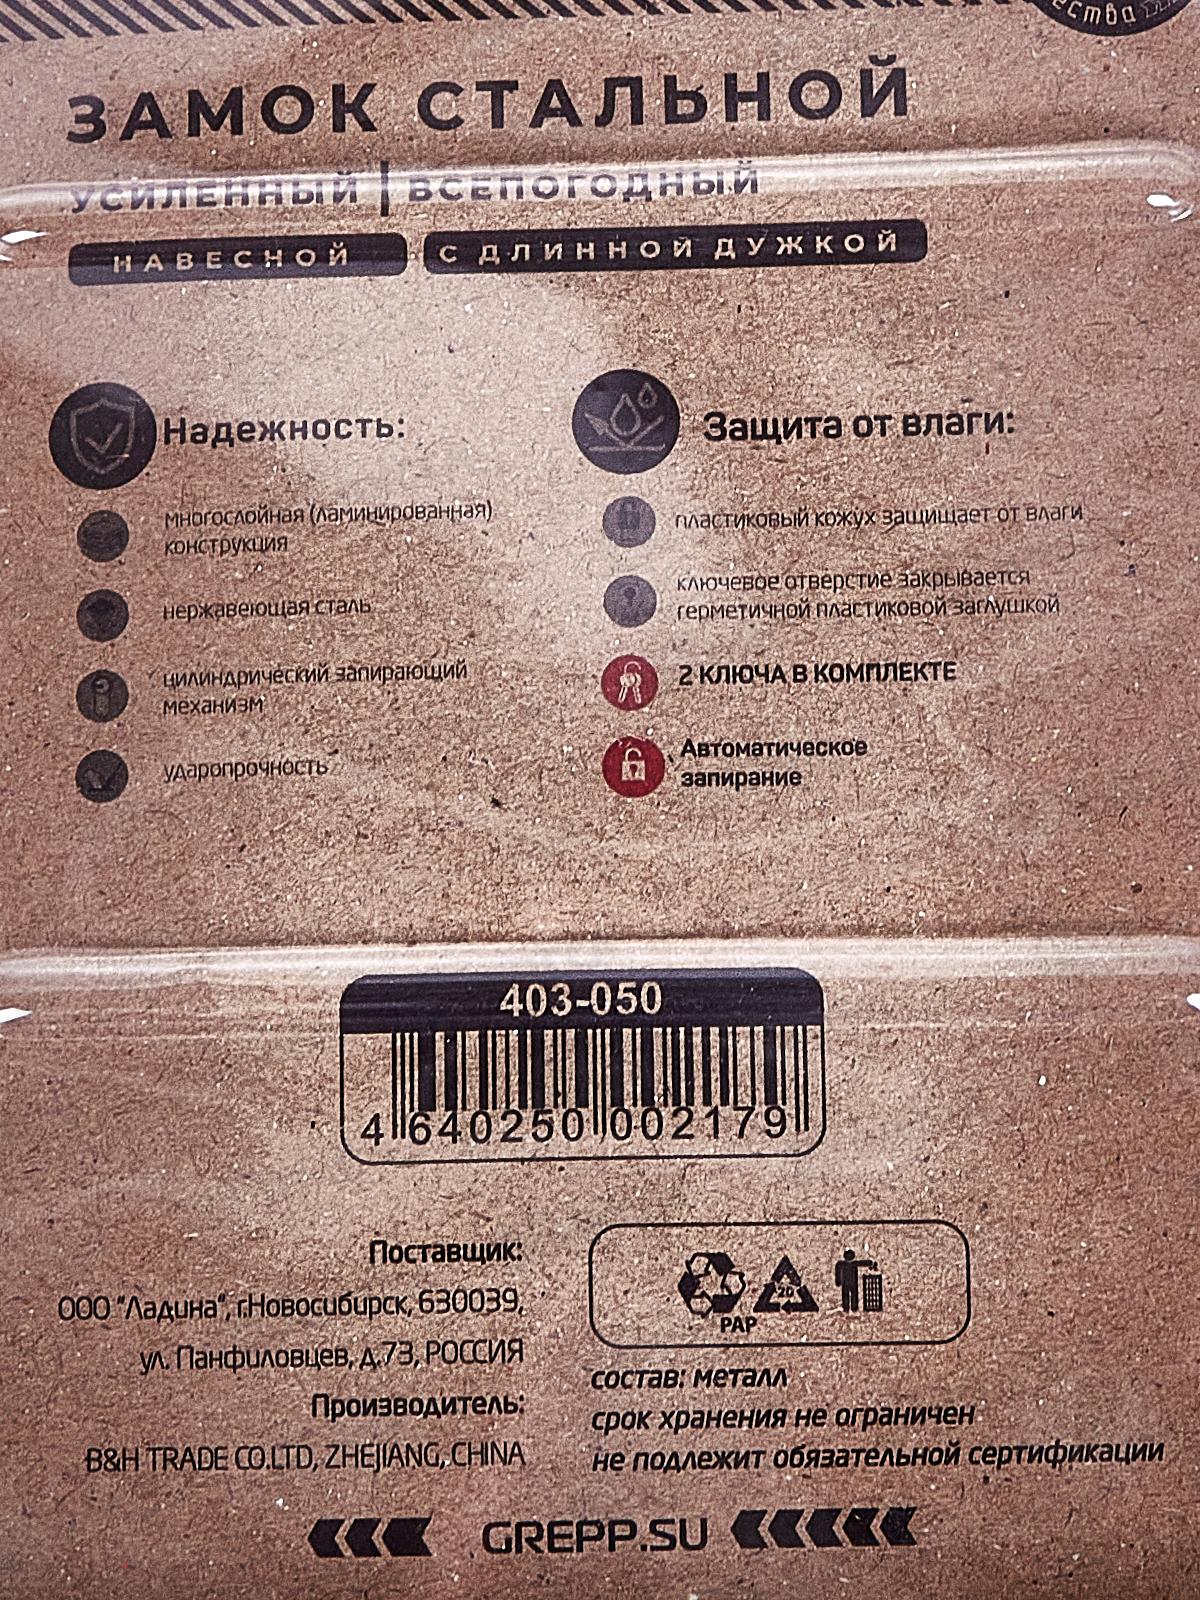 ества
ЗАМОК СТАЛЬНОЙ
УСИЛЕННЫЙ | ВСЕПОГОДНЫЙ
НАВЕСНОЙ
С ДЛИННОЙ ДУЖКОЙ
Надежность:
многослойная (ламинированная)
конструкция
нержавеющая сталь
цилиндрический запирающий
механизм
ударопрочность
Защита от влаги:
пластиковый кожух защищает от влаги
ключевое отверстие закрывается
герметичной пластиковой заглушкой
2 КЛЮЧА В КОМПЛЕКТЕ
Автоматическое
запирание
403-050
4 640250 002179
Поставщик:
ООО "Ладина", г.Новосибирск, 630039,
ул. Панфиловцев, д.73, РОССИЯ
Производитель:
B&H TRADE CO.LTD, ZHEJIANG, CHINA
20
PAP
состав: металл
срок хранения не ограничен
не подлежит обязательной сертификации
GREPP.SU